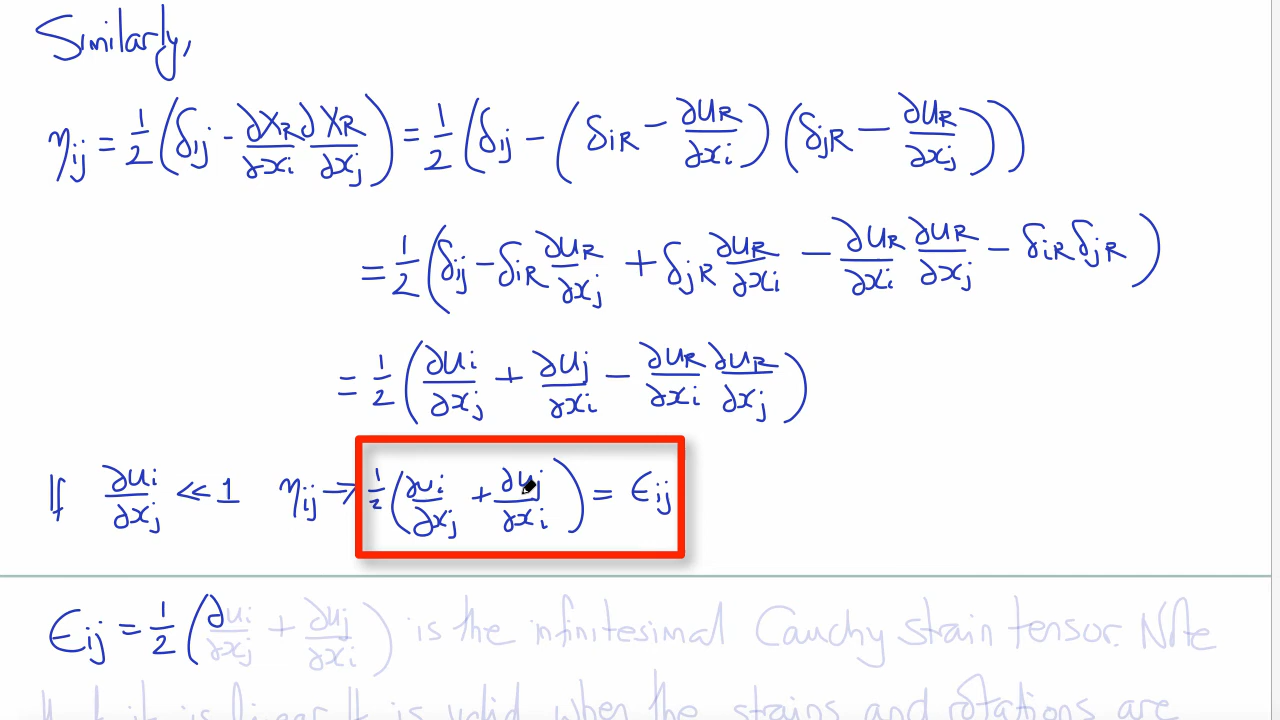 Similarly,
η_ij = 1/2 (δ_ij - ∂X_R/∂x_i ∂X_R/∂x_j) = 1/2 (δ_ij - (δ_iR - ∂u_R/∂x_i) (δ_jR - ∂u_R/∂x_j))
= 1/2 (δ_ij - δ_iR ∂u_R/∂x_j + δ_jR ∂u_R/∂x_i - ∂u_R/∂x_i ∂u_R/∂x_j - δ_iR δ_jR)
= 1/2 (∂u_i/∂x_j + ∂u_j/∂x_i - ∂u_R/∂x_i ∂u_R/∂x_j)
If ∂u_i/∂x_j << 1 η_ij → 1/2 (∂u_i/∂x_j + ∂u_j/∂x_i) = ε_ij
ε_ij = 1/2 (∂u_i/∂x_j + ∂u_j/∂x_i) is the infinitesimal Cauchy strain tensor. Note
it is linear It is valid when the strains and rotations are